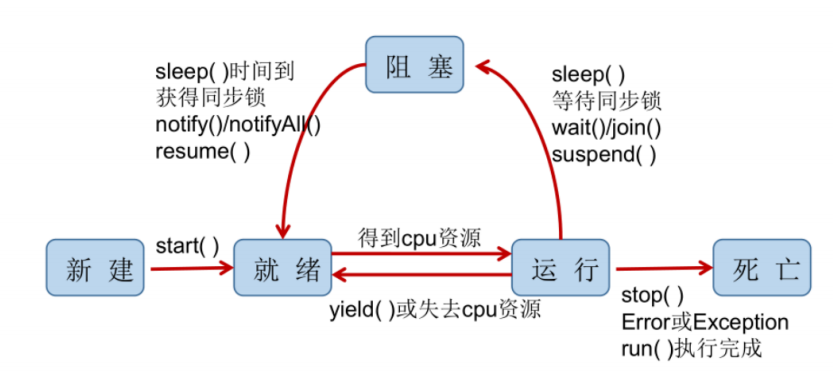 阻 塞
sleep( )时间到
获得同步锁
notify()/notifyAll()
resume( )
sleep( )
等待同步锁
wait()/join()
suspend( )
新 建
start( )
就 绪
得到cpu资源
yield( )或失去cpu资源
运 行
stop( )
Error或Exception
run( )执行完成
死 亡